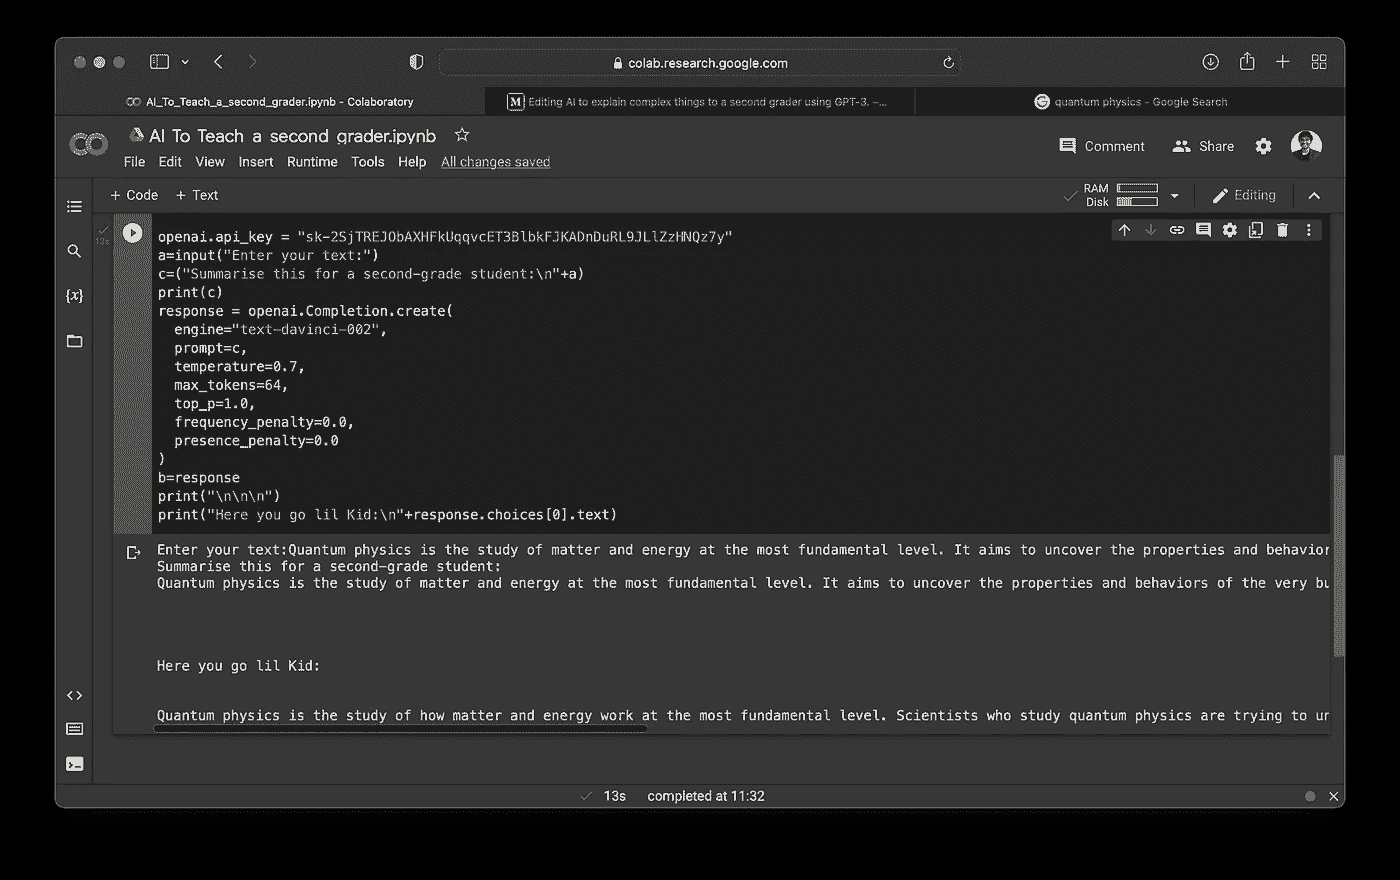 colab.research.google.com
AI_To_Teach_a_second_grader.ipynb - Colaboratory
M Editing AI to explain complex things to a second grader using GPT-3. –...
G quantum physics - Google Search
AI To Teach a second grader.ipynb
Comment Share
File Edit View Insert Runtime Tools Help All changes saved
+ Code + Text
RAM
Disk
Editing
13s
openai.api_key = "
a=input("Enter your text:")
c=("Summarise this for a second-grade student:\n"+a)
print(c)
response = openai.Completion.create(
engine="text-davinci-002",
prompt=c,
temperature=0.7,
max_tokens=64,
top_p=1.0,
frequency_penalty=0.0,
presence_penalty=0.0
)
b=response
print("\n\n\n")
print("Here you go lil Kid:\n"+response.choices[0].text)
Enter your text:Quantum physics is the study of matter and energy at the most fundamental level. It aims to uncover the properties and behavior
Summarise this for a second-grade student:
Quantum physics is the study of matter and energy at the most fundamental level. It aims to uncover the properties and behaviors of the very bu
Here you go lil Kid:
Quantum physics is the study of how matter and energy work at the most fundamental level. Scientists who study quantum physics are trying to un
13s completed at 11:32